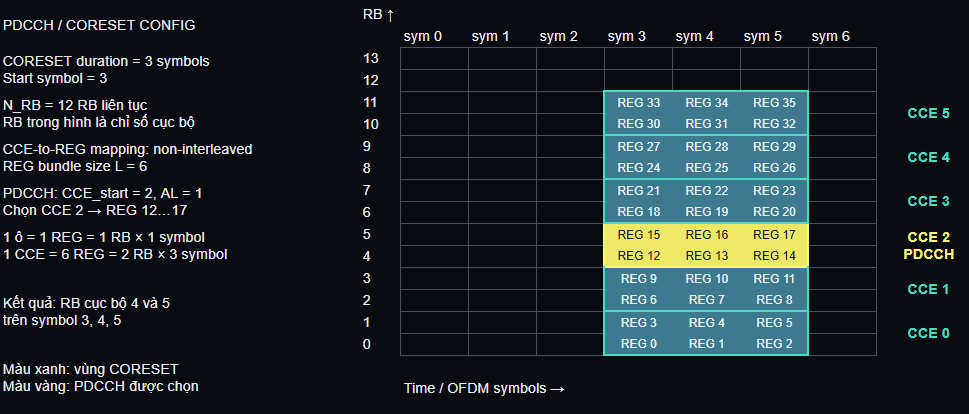 PDCCH / CORESET CONFIG
CORESET duration = 3 symbols
Start symbol = 3
N_RB = 12 RB liên tục
RB trong hình là chỉ số cục bộ
CCE-to-REG mapping: non-interleaved
REG bundle size L = 6
PDCCH: CCE_start = 2, AL = 1
Chọn CCE 2 → REG 12…17
1 ô = 1 REG = 1 RB × 1 symbol
1 CCE = 6 REG = 2 RB × 3 symbol
Kết quả: RB cục bộ 4 và 5
trên symbol 3, 4, 5
Màu xanh: vùng CORESET
Màu vàng: PDCCH được chọn
RB ↑
sym 0 sym 1 sym 2 sym 3 sym 4 sym 5 sym 6
13
12
11 REG 33 REG 34 REG 35
10 REG 30 REG 31 REG 32
CCE 5
9 REG 27 REG 28 REG 29
8 REG 24 REG 25 REG 26
CCE 4
7 REG 21 REG 22 REG 23
6 REG 18 REG 19 REG 20
CCE 3
5 REG 15 REG 16 REG 17 CCE 2
4 REG 12 REG 13 REG 14 PDCCH
3 REG 9 REG 10 REG 11
2 REG 6 REG 7 REG 8
CCE 1
1 REG 3 REG 4 REG 5
0 REG 0 REG 1 REG 2
CCE 0
Time / OFDM symbols →